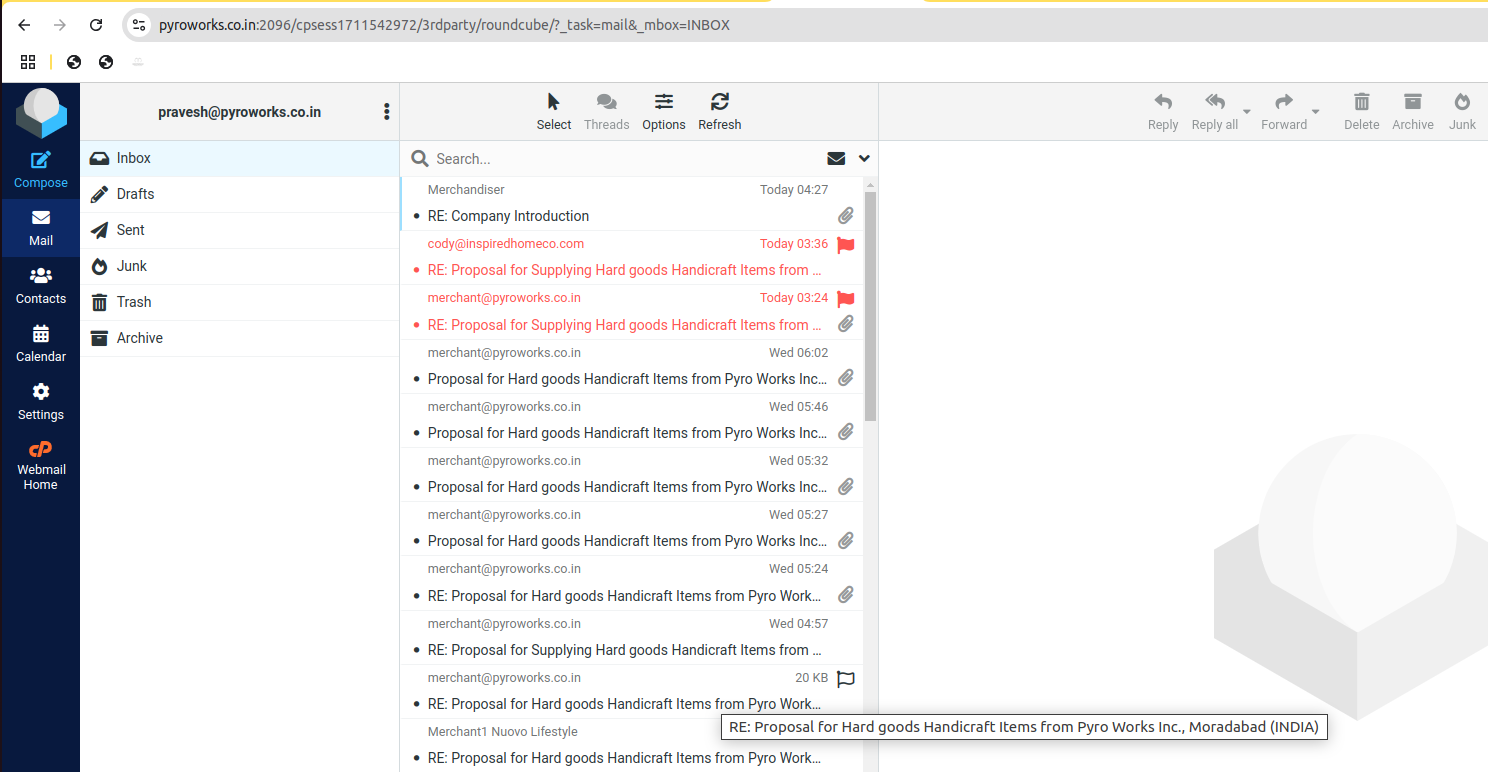 pyroworks.co.in:2096/cpsess1711542972/3rdparty/roundcube/?_task=mail&_mbox=INBOX
pravesh@pyroworks.co.in
Select
Threads
Options
Refresh
Reply
Reply all
Forward
Delete
Archive
Junk
Compose
Mail
Contacts
Calendar
Settings
Webmail
Home
Inbox
Drafts
Sent
Junk
Trash
Archive
Search...
Merchandiser Today 04:27
RE: Company Introduction
cody@inspiredhomeco.com Today 03:36
RE: Proposal for Supplying Hard goods Handicraft Items from ...
merchant@pyroworks.co.in Today 03:24
RE: Proposal for Supplying Hard goods Handicraft Items from ...
merchant@pyroworks.co.in Wed 06:02
Proposal for Hard goods Handicraft Items from Pyro Works Inc...
merchant@pyroworks.co.in Wed 05:46
Proposal for Hard goods Handicraft Items from Pyro Works Inc...
merchant@pyroworks.co.in Wed 05:32
Proposal for Hard goods Handicraft Items from Pyro Works Inc...
merchant@pyroworks.co.in Wed 05:27
Proposal for Hard goods Handicraft Items from Pyro Works Inc...
merchant@pyroworks.co.in Wed 05:24
RE: Proposal for Hard goods Handicraft Items from Pyro Work...
merchant@pyroworks.co.in Wed 04:57
RE: Proposal for Supplying Hard goods Handicraft Items from ...
merchant@pyroworks.co.in 20 KB
RE: Proposal for Hard goods Handicraft Items from Pyro Work...
RE: Proposal for Hard goods Handicraft Items from Pyro Works Inc., Moradabad (INDIA)
Merchant1 Nuovo Lifestyle
RE: Proposal for Hard goods Handicraft Items from Pyro Work...